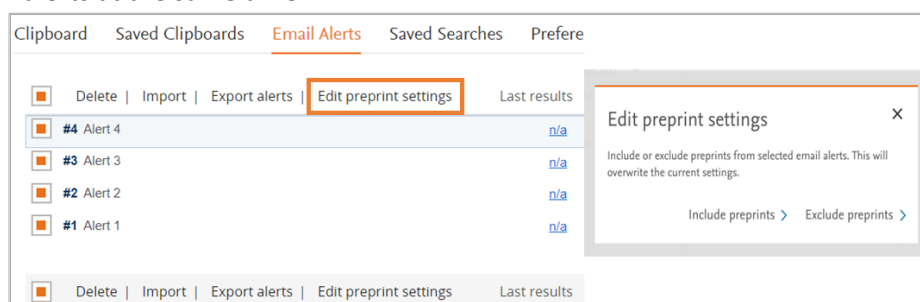 Clipboard Saved Clipboards Email Alerts Saved Searches Prefere
Delete | Import | Export alerts | Edit preprint settings Last results
#4 Alert 4 n/a
#3 Alert 3 n/a
#2 Alert 2 n/a
#1 Alert 1 n/a
Delete | Import | Export alerts | Edit preprint settings Last results
Edit preprint settings X
Include or exclude preprints from selected email alerts. This will
overwrite the current settings.
Include preprints > Exclude preprints >